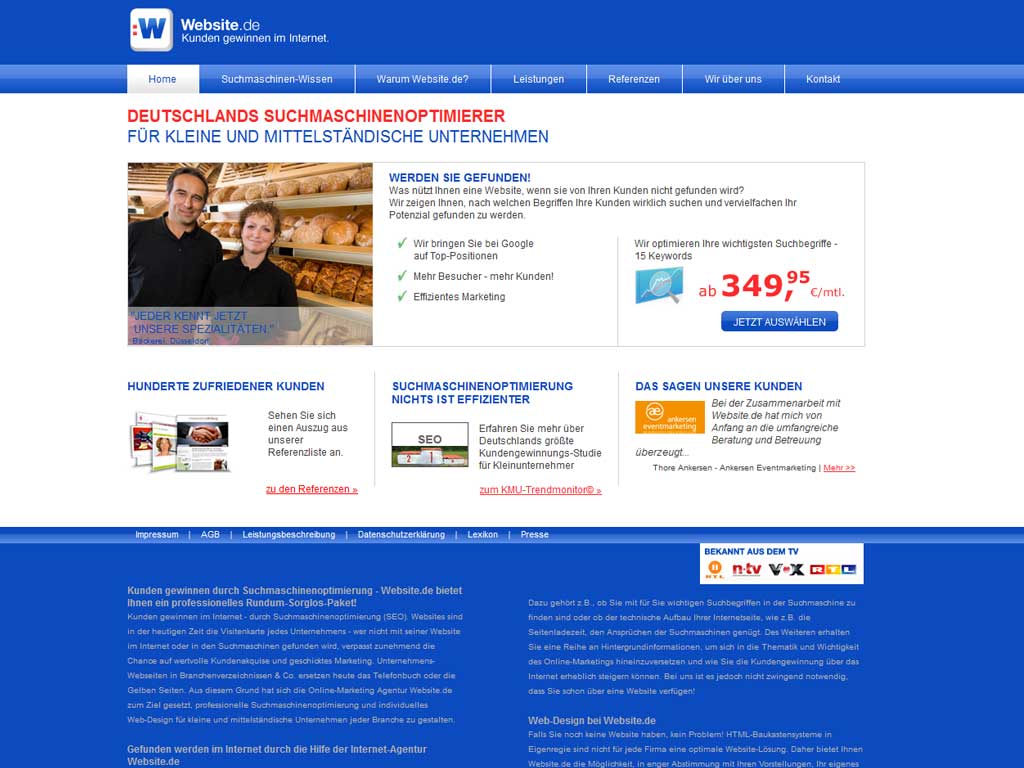 Website.de
Kunden gewinnen im Internet.
Home
Suchmaschinen-Wissen
Warum Website.de?
Leistungen
Referenzen
Wir über uns
Kontakt
DEUTSCHLANDS SUCHMASCHINENOPTIMIERER
FÜR KLEINE UND MITTELSTÄNDISCHE UNTERNEHMEN
"JEDER KENNT JETZT
UNSERE SPEZIALITÄTEN."
Bäckerei, Düsseldorf
WERDEN SIE GEFUNDEN!
Was nützt Ihnen eine Website, wenn sie von Ihren Kunden nicht gefunden wird?
Wir zeigen Ihnen, nach welchen Begriffen Ihre Kunden wirklich suchen und vervielfachen Ihr
Potenzial gefunden zu werden.
Wir bringen Sie bei Google
auf Top-Positionen
Mehr Besucher - mehr Kunden!
Effizientes Marketing
Wir optimieren Ihre wichtigsten Suchbegriffe -
15 Keywords
ab 349,95 €/mtl.
JETZT AUSWÄHLEN
HUNDERTE ZUFRIEDENER KUNDEN
Sehen Sie sich
einen Auszug aus
unserer
Referenzliste an.
zu den Referenzen »
SUCHMASCHINENOPTIMIERUNG
NICHTS IST EFFIZIENTER
SEO
2 1 3
Erfahren Sie mehr über
Deutschlands größte
Kundengewinnungs-Studie
für Kleinunternehmer
zum KMU-Trendmonitor© »
DAS SAGEN UNSERE KUNDEN
ae
ankersen
eventmarketing
Bei der Zusammenarbeit mit
Website.de hat mich von
Anfang an die umfangreiche
Beratung und Betreuung
überzeugt...
Thore Ankersen - Ankersen Eventmarketing | Mehr >>
Impressum | AGB | Leistungsbeschreibung | Datenschutzerklärung | Lexikon | Presse
BEKANNT AUS DEM TV
RTL n-tv VOX RTL
Kunden gewinnen durch Suchmaschinenoptimierung - Website.de bietet
Ihnen ein professionelles Rundum-Sorglos-Paket!
Kunden gewinnen im Internet - durch Suchmaschinenoptimierung (SEO). Websites sind
in der heutigen Zeit die Visitenkarte jedes Unternehmens - wer nicht mit seiner Website
im Internet oder in den Suchmaschinen gefunden wird, verpasst zunehmend die
Chance auf wertvolle Kundenakquise und geschicktes Marketing. Unternehmens-
Webseiten in Branchenverzeichnissen & Co. ersetzen heute das Telefonbuch oder die
Gelben Seiten. Aus diesem Grund hat sich die Online-Marketing Agentur Website.de
zum Ziel gesetzt, professionelle Suchmaschinenoptimierung und individuelles
Web-Design für kleine und mittelständische Unternehmen jeder Branche zu gestalten.
Gefunden werden im Internet durch die Hilfe der Internet-Agentur
Website.de
Dazu gehört z.B., ob Sie mit für Sie wichtigen Suchbegriffen in der Suchmaschine zu
finden sind oder ob der technische Aufbau Ihrer Internetseite, wie z.B. die
Seitenladezeit, den Ansprüchen der Suchmaschinen genügt. Des Weiteren erhalten
Sie eine Reihe an Hintergrundinformationen, um sich in die Thematik und Wichtigkeit
des Online-Marketings hineinzuversetzen und wie Sie die Kundengewinnung über das
Internet erheblich steigern können. Bei uns ist es jedoch nicht zwingend notwendig,
dass Sie schon über eine Website verfügen!
Web-Design bei Website.de
Falls Sie noch keine Website haben, kein Problem! HTML-Baukastensysteme in
Eigenregie sind nicht für jede Firma eine optimale Website-Lösung. Daher bietet Ihnen
Website.de die Möglichkeit, in enger Abstimmung mit Ihren Vorstellungen, Ihr eigenes